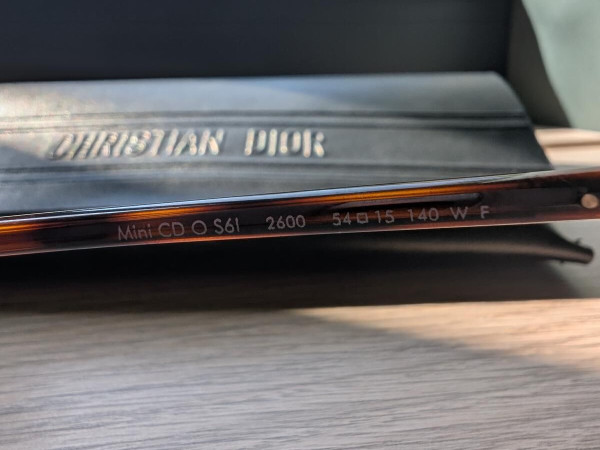 CHRISTIAN DIOR
Mini CD O S6I 2600 54□15 140 W F